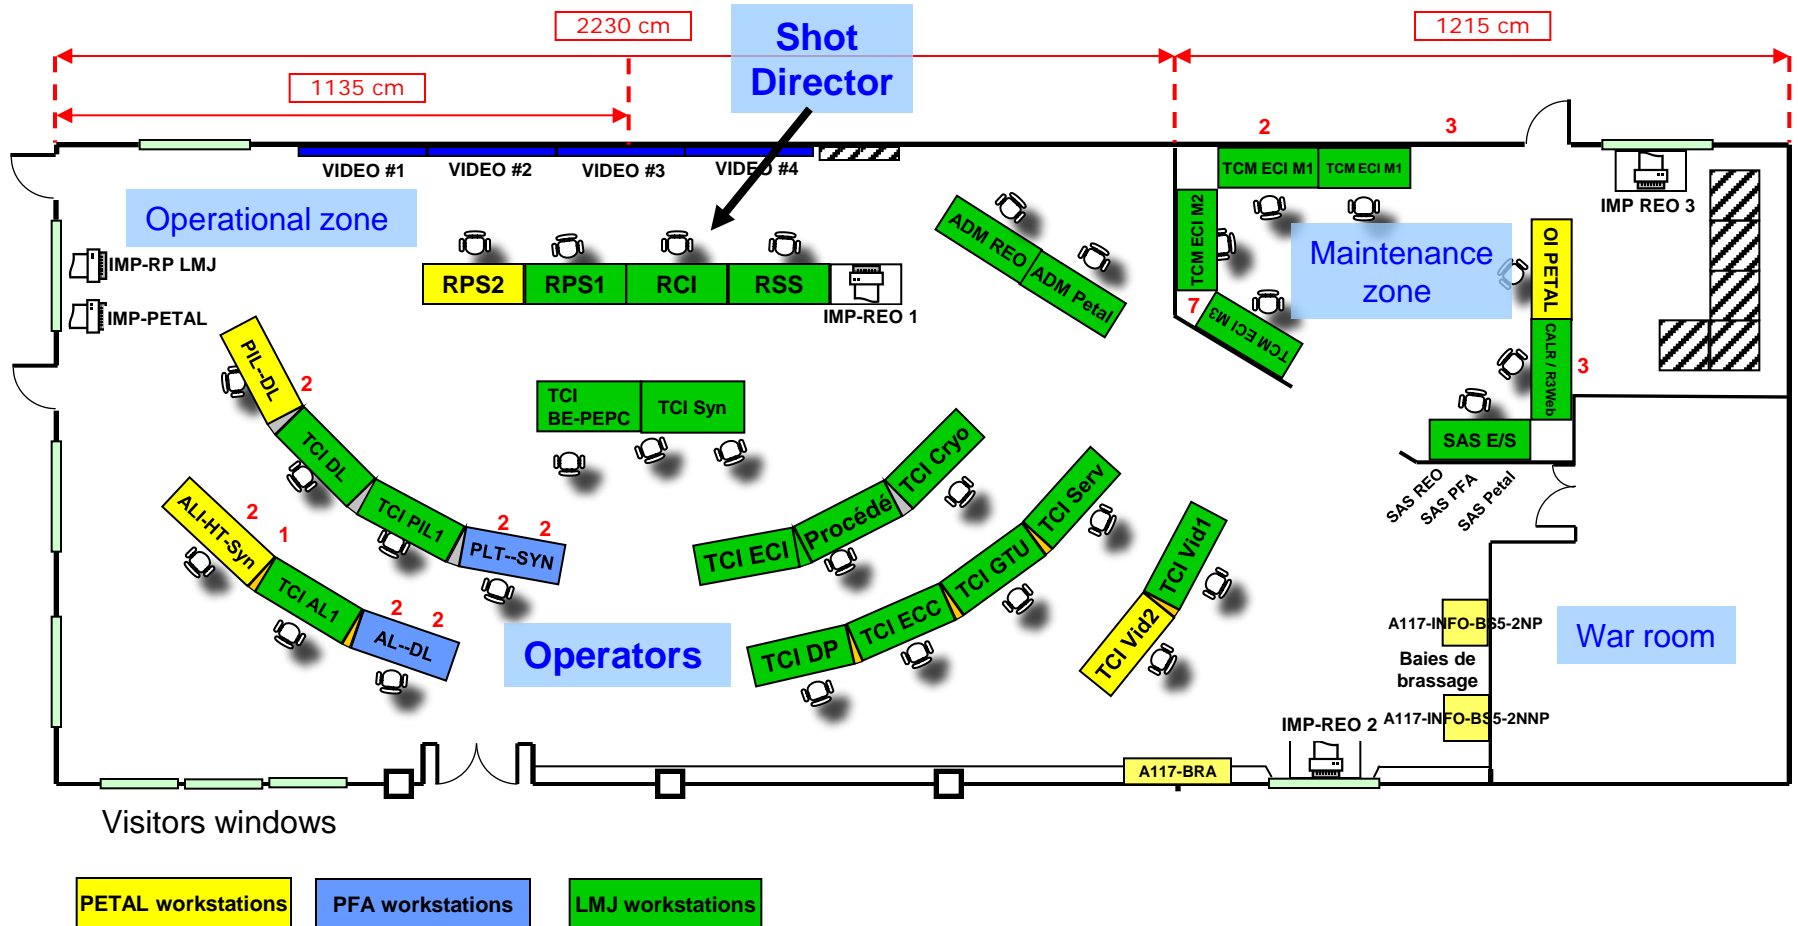 2230 cm
1215 cm
1135 cm
Shot
Director
2
3
VIDEO #1
VIDEO #2
VIDEO #3
VIDEO #4
TCM ECI M1
TCM ECI M1
IMP REO 3
Operational zone
ADM REO
ADM Petal
TCM ECI M2
Maintenance
zone
OI PETAL
IMP-RP LMJ
IMP-PETAL
RPS2
RPS1
RCI
RSS
IMP-REO 1
7
TCM ECI M3
CALR / R3Web
3
PIL--DL
2
TCI DL
TCI PIL1
2
2
PLT--SYN
TCI
BE-PEPC
TCI Syn
SAS E/S
SAS REO
SAS PFA
SAS Petal
ALI-HT-Syn
2
1
TCI AL1
2
2
AL--DL
TCI ECI
Procédé
TCI Cryo
TCI DP
TCI ECC
TCI GTU
TCI Serv
TCI Vid1
TCI Vid2
Operators
A117-INFO-BS5-2NP
Baies de
brassage
A117-INFO-BS5-2NNP
War room
IMP-REO 2
A117-BRA
Visitors windows
PETAL workstations
PFA workstations
LMJ workstations